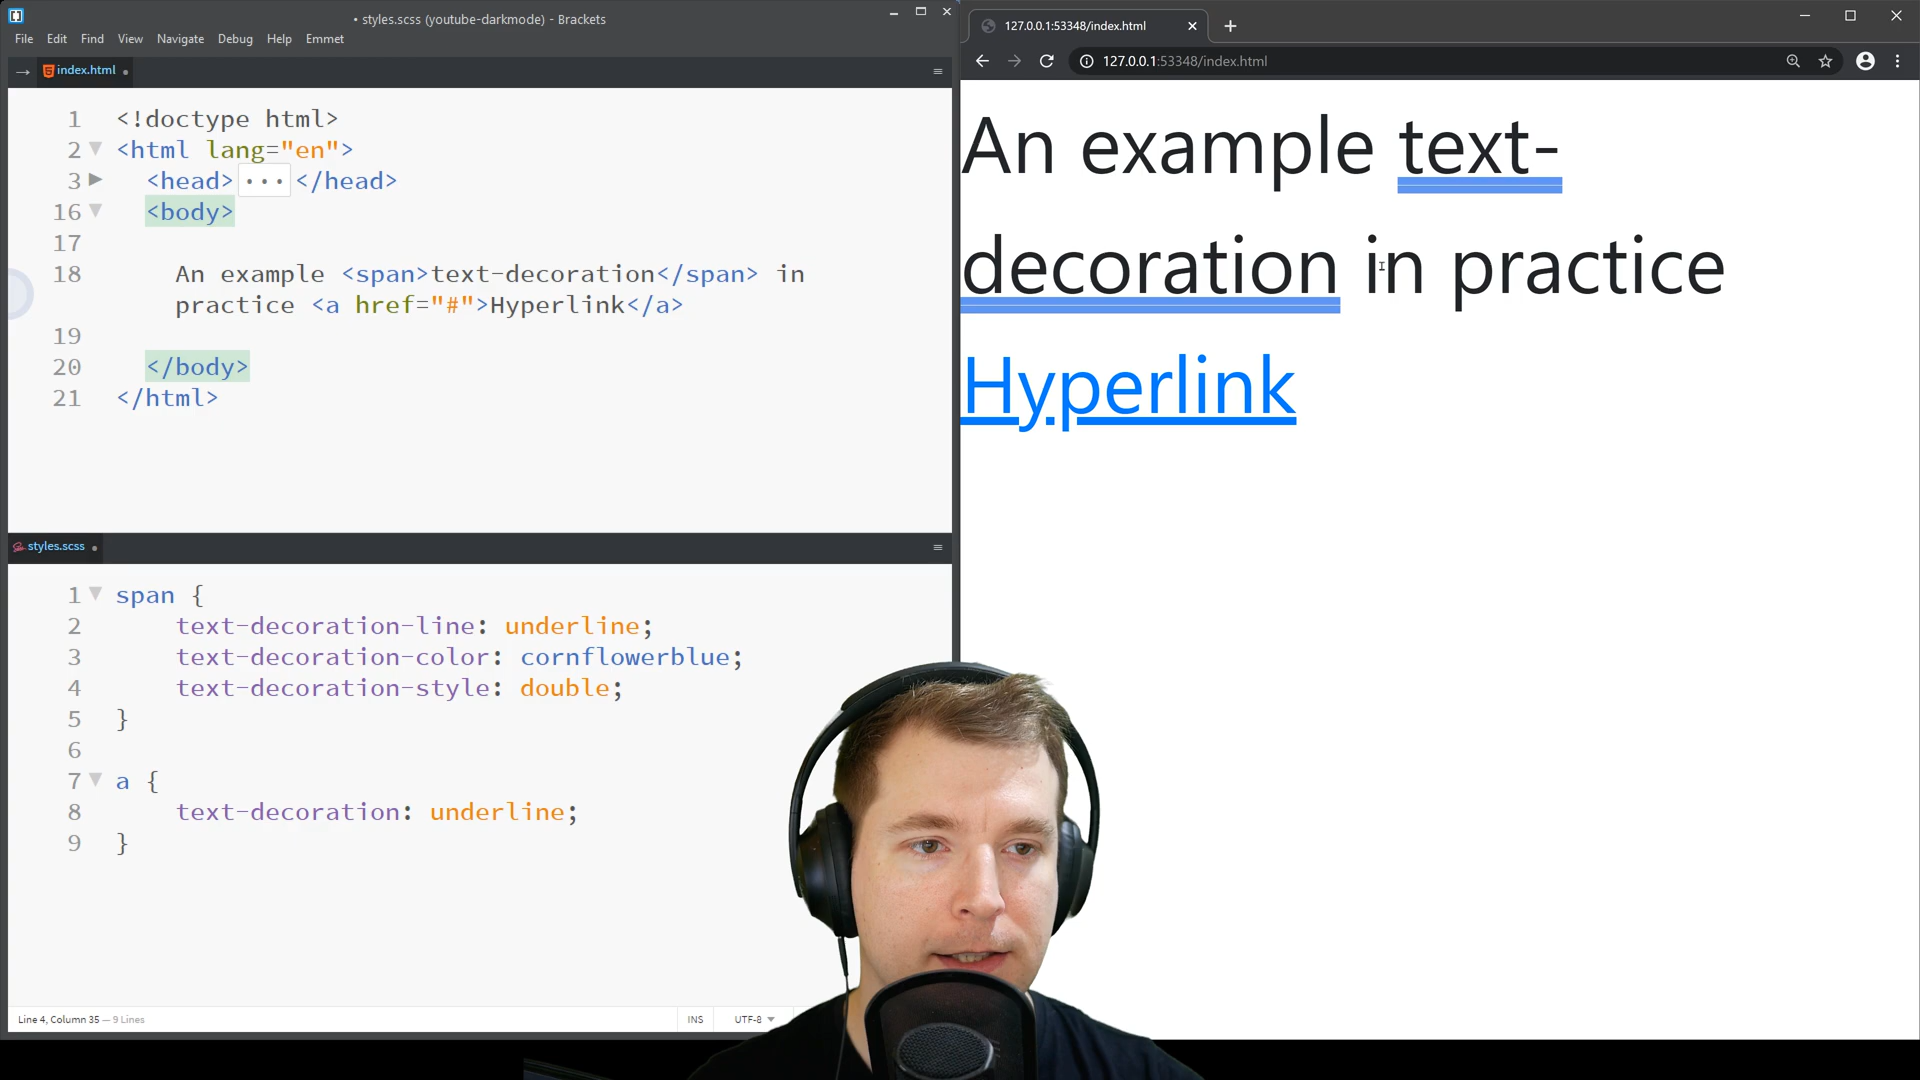 • styles.scss (youtube-darkmode) - Brackets
File Edit Find View Navigate Debug Help Emmet
index.html
1 <!doctype html>
2 <html lang="en">
3 <head>...</head>
16 <body>
17
18 An example <span>text-decoration</span> in
practice <a href="#">Hyperlink</a>
19
20 </body>
21 </html>
styles.scss
1 span {
2 text-decoration-line: underline;
3 text-decoration-color: cornflowerblue;
4 text-decoration-style: double;
5 }
6
7 a {
8 text-decoration: underline;
9 }
Line 4, Column 35 — 9 Lines
INS UTF-8
127.0.0.1:53348/index.html
127.0.0.1:53348/index.html
An example text-
decoration in practice
Hyperlink